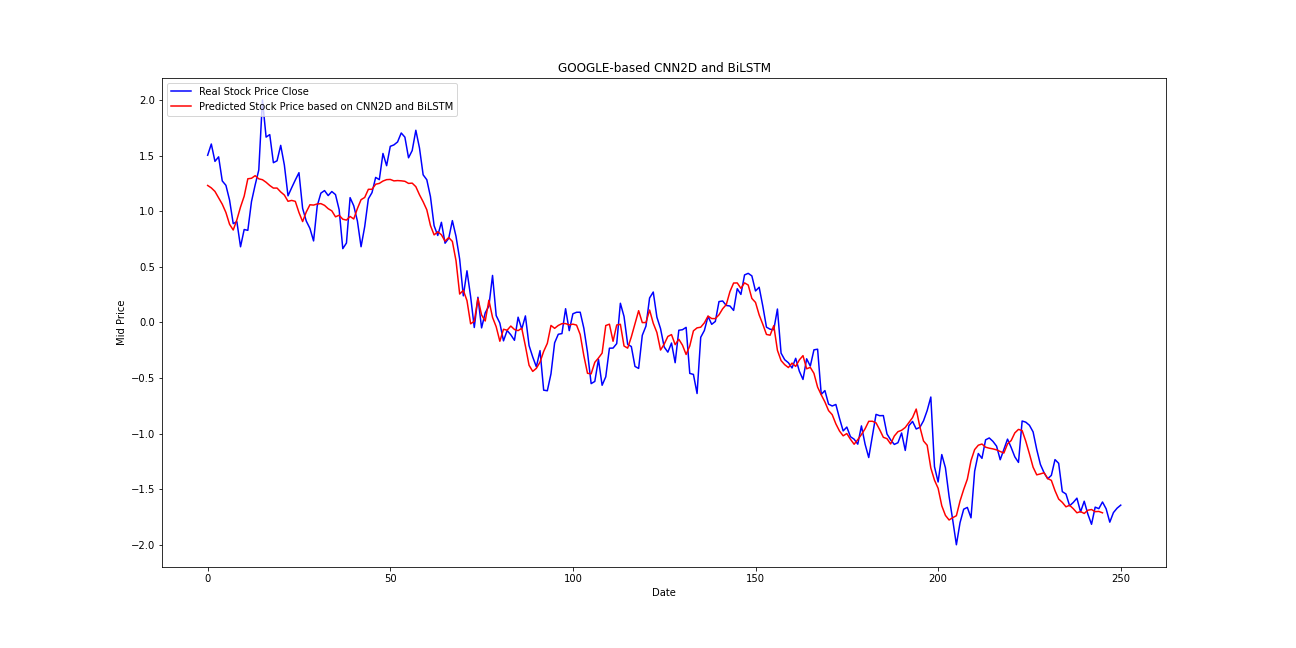 GOOGLE-based CNN2D and BiLSTM
Real Stock Price Close
Predicted Stock Price based on CNN2D and BiLSTM
2.0
1.5
1.0
0.5
0.0
−0.5
−1.0
−1.5
−2.0
Mid Price
0 50 100 150 200 250
Date